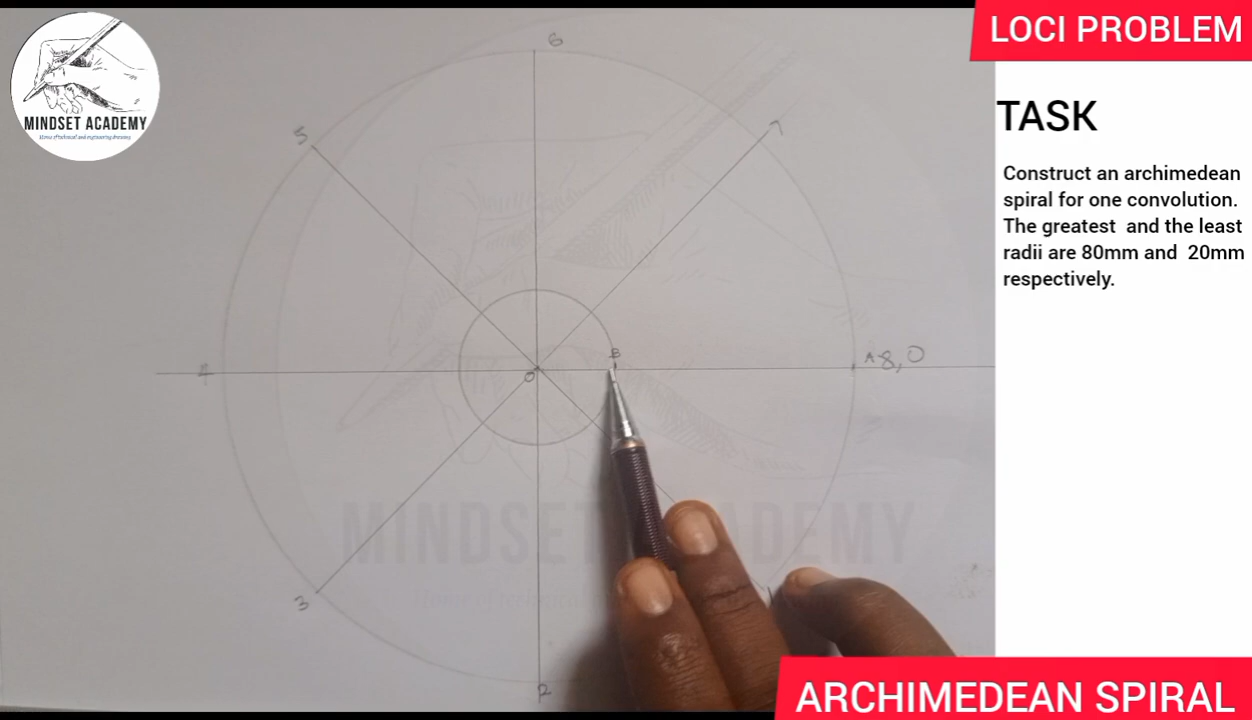 LOCI PROBLEM
MINDSET ACADEMY
TASK
Construct an archimedean
spiral for one convolution.
The greatest and the least
radii are 80mm and 20mm
respectively.
6
5
7
B
A 8,0
4
O
MINDSET ACADEMY
3
2
ARCHIMEDEAN SPIRAL